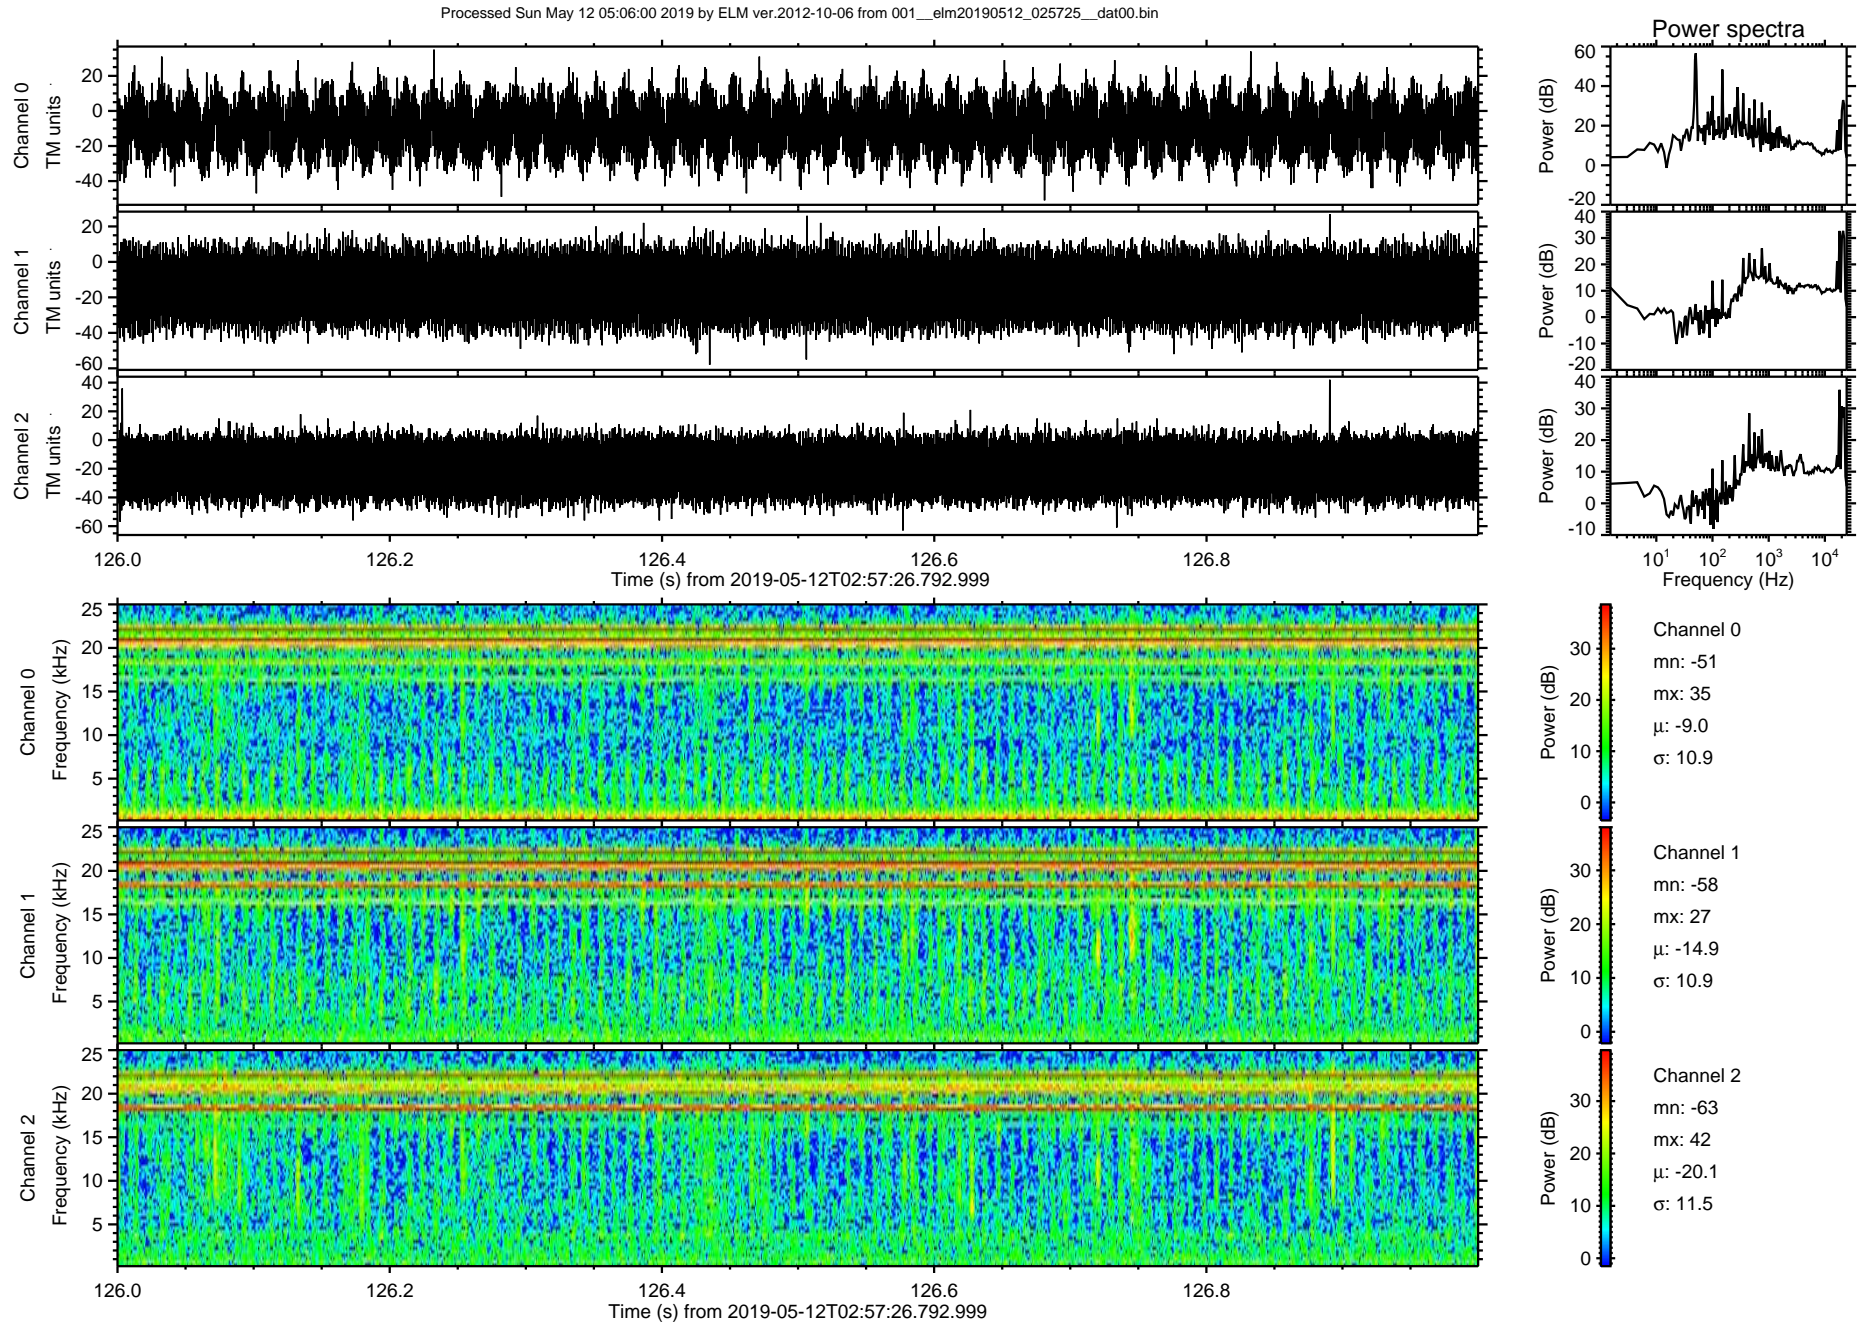 Processed Sun May 12 05:06:00 2019 by ELM ver.2012-10-06 from 001__elm20190512_025725__dat00.bin
Power spectra
Channel 0
TM units
20
0
-20
-40
Power (dB)
60
40
20
0
-20
Channel 1
TM units
20
0
-20
-40
-60
Power (dB)
40
30
20
10
0
-10
-20
Channel 2
TM units
40
20
0
-20
-40
-60
Power (dB)
40
30
20
10
0
-10
126.0 126.2 126.4 126.6 126.8
Time (s) from 2019-05-12T02:57:26.792.999
10¹ 10² 10³ 10⁴
Frequency (Hz)
Channel 0
Frequency (kHz)
25
20
15
10
5
Power (dB)
30
20
10
0
Channel 0
mn: -51
mx: 35
μ: -9.0
σ: 10.9
Channel 1
Frequency (kHz)
25
20
15
10
5
Power (dB)
30
20
10
0
Channel 1
mn: -58
mx: 27
μ: -14.9
σ: 10.9
Channel 2
Frequency (kHz)
25
20
15
10
5
Power (dB)
30
20
10
0
Channel 2
mn: -63
mx: 42
μ: -20.1
σ: 11.5
126.0 126.2 126.4 126.6 126.8
Time (s) from 2019-05-12T02:57:26.792.999